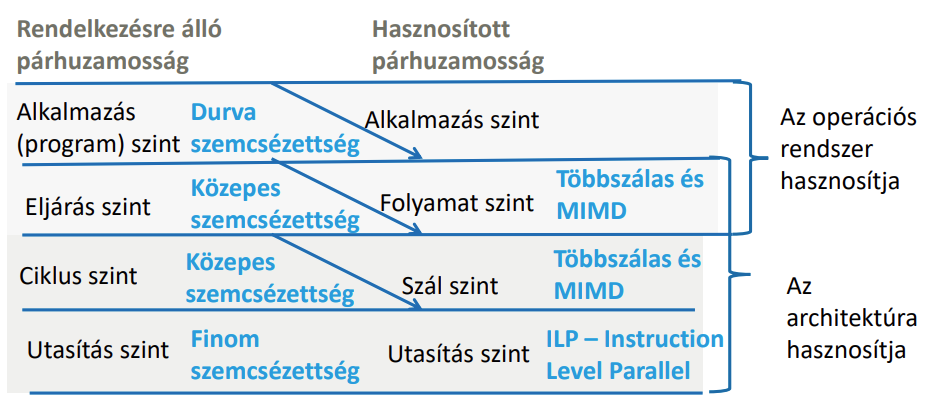 Rendelkezésre álló
párhuzamosság
Hasznosított
párhuzamosság
Alkalmazás
(program) szint
Durva
szemcsézettség
Alkalmazás szint
Az operációs
rendszer
hasznosítja
Eljárás szint
Közepes
szemcsézettség
Folyamat szint
Többszálas és
MIMD
Ciklus szint
Közepes
szemcsézettség
Szál szint
Többszálas és
MIMD
Az
architektúra
hasznosítja
Utasítás szint
Finom
szemcsézettség
Utasítás szint
ILP – Instruction
Level Parallel